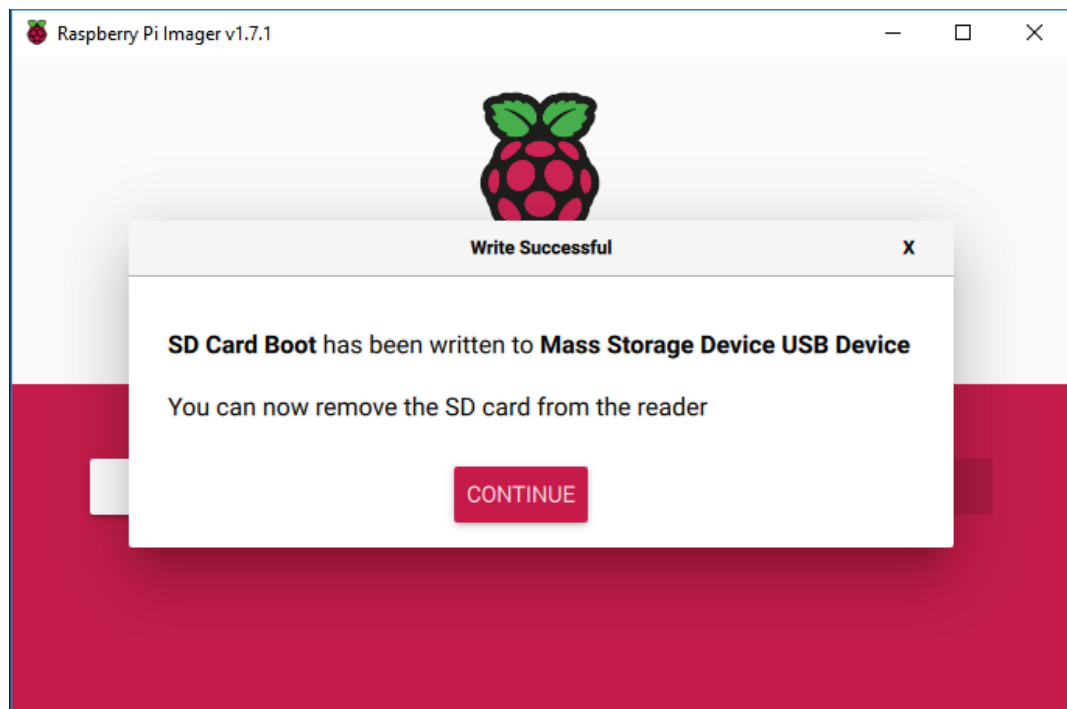 Raspberry Pi Imager v1.7.1
Write Successful X
SD Card Boot has been written to Mass Storage Device USB Device
You can now remove the SD card from the reader
CONTINUE